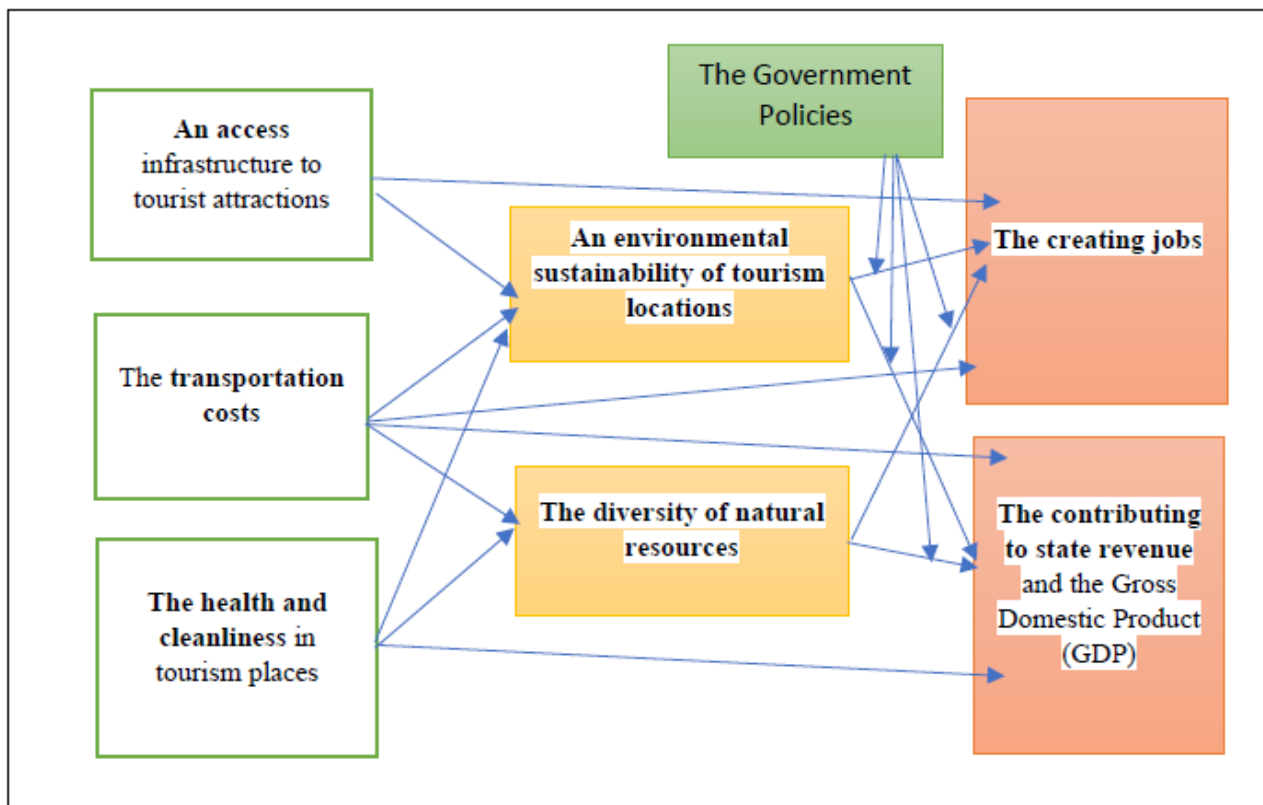 The Government
Policies
An access
infrastructure to
tourist attractions
An environmental
sustainability of tourism
locations
The creating jobs
The transportation
costs
The diversity of natural
resources
The contributing
to state revenue
and the Gross
Domestic Product
(GDP)
The health and
cleanliness in
tourism places